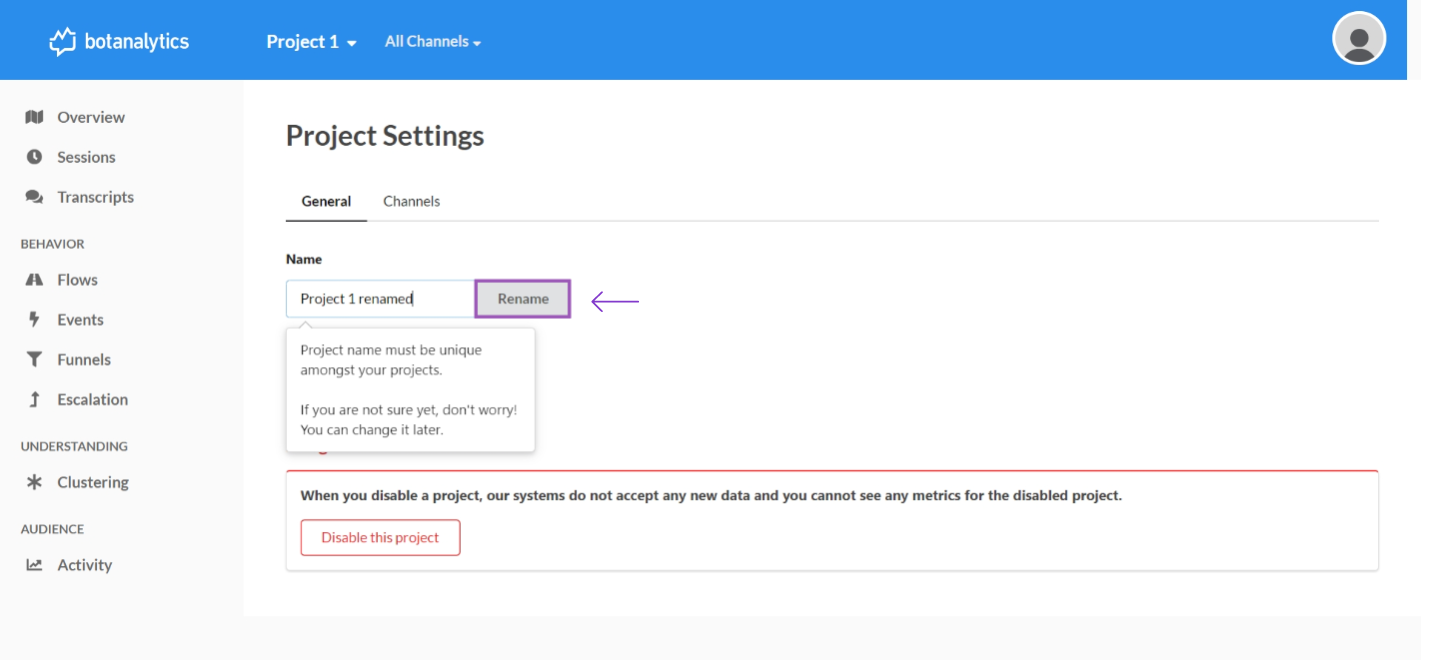 botanalytics
Project 1
All Channels
Overview
Sessions
Transcripts
BEHAVIOR
Flows
Events
Funnels
Escalation
UNDERSTANDING
Clustering
AUDIENCE
Activity
Project Settings
General
Channels
Name
Project 1 renamed
Rename
Project name must be unique
amongst your projects.
If you are not sure yet, don't worry!
You can change it later.
When you disable a project, our systems do not accept any new data and you cannot see any metrics for the disabled project.
Disable this project